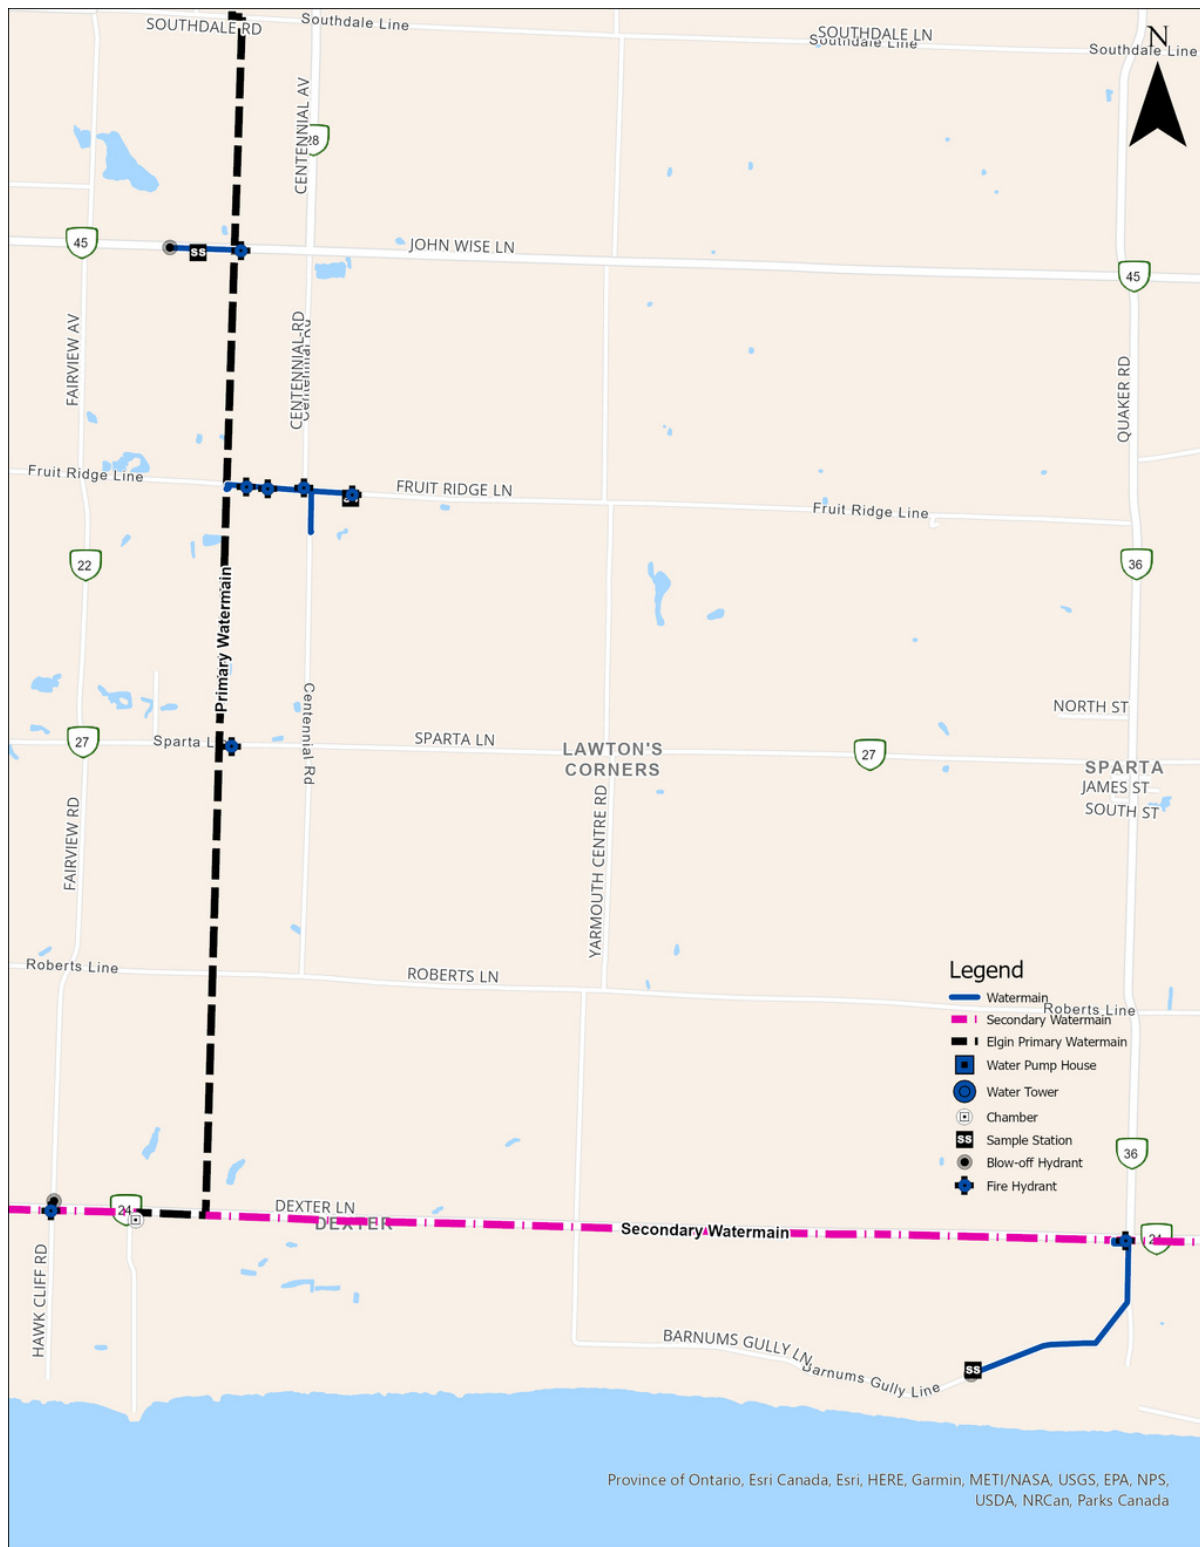 SOUTHDALE RD
Southdale Line
SOUTHDALE LN
Southdale Line
Southdale Line
N
CENTENNIAL AV
28
45
SS
JOHN WISE LN
45
FAIRVIEW AV
CENTENNIAL RD
Centennial Rd
QUAKER RD
Fruit Ridge Line
FRUIT RIDGE LN
Fruit Ridge Line
22
36
Primary Watermain
Centennial Rd
NORTH ST
27
Sparta L
SPARTA LN
LAWTON'S
CORNERS
27
SPARTA
JAMES ST
SOUTH ST
FAIRVIEW RD
YARMOUTH CENTRE RD
Roberts Line
ROBERTS LN
Roberts Line
Legend
Watermain
Secondary Watermain
Elgin Primary Watermain
Water Pump House
Water Tower
Chamber
SS
Sample Station
Blow-off Hydrant
Fire Hydrant
36
24
DEXTER LN
DEXTER
Secondary Watermain
24
HAWK CLIFF RD
BARNUMS GULLY LN
Barnums Gully Line
SS
Province of Ontario, Esri Canada, Esri, HERE, Garmin, METI/NASA, USGS, EPA, NPS,
USDA, NRCan, Parks Canada